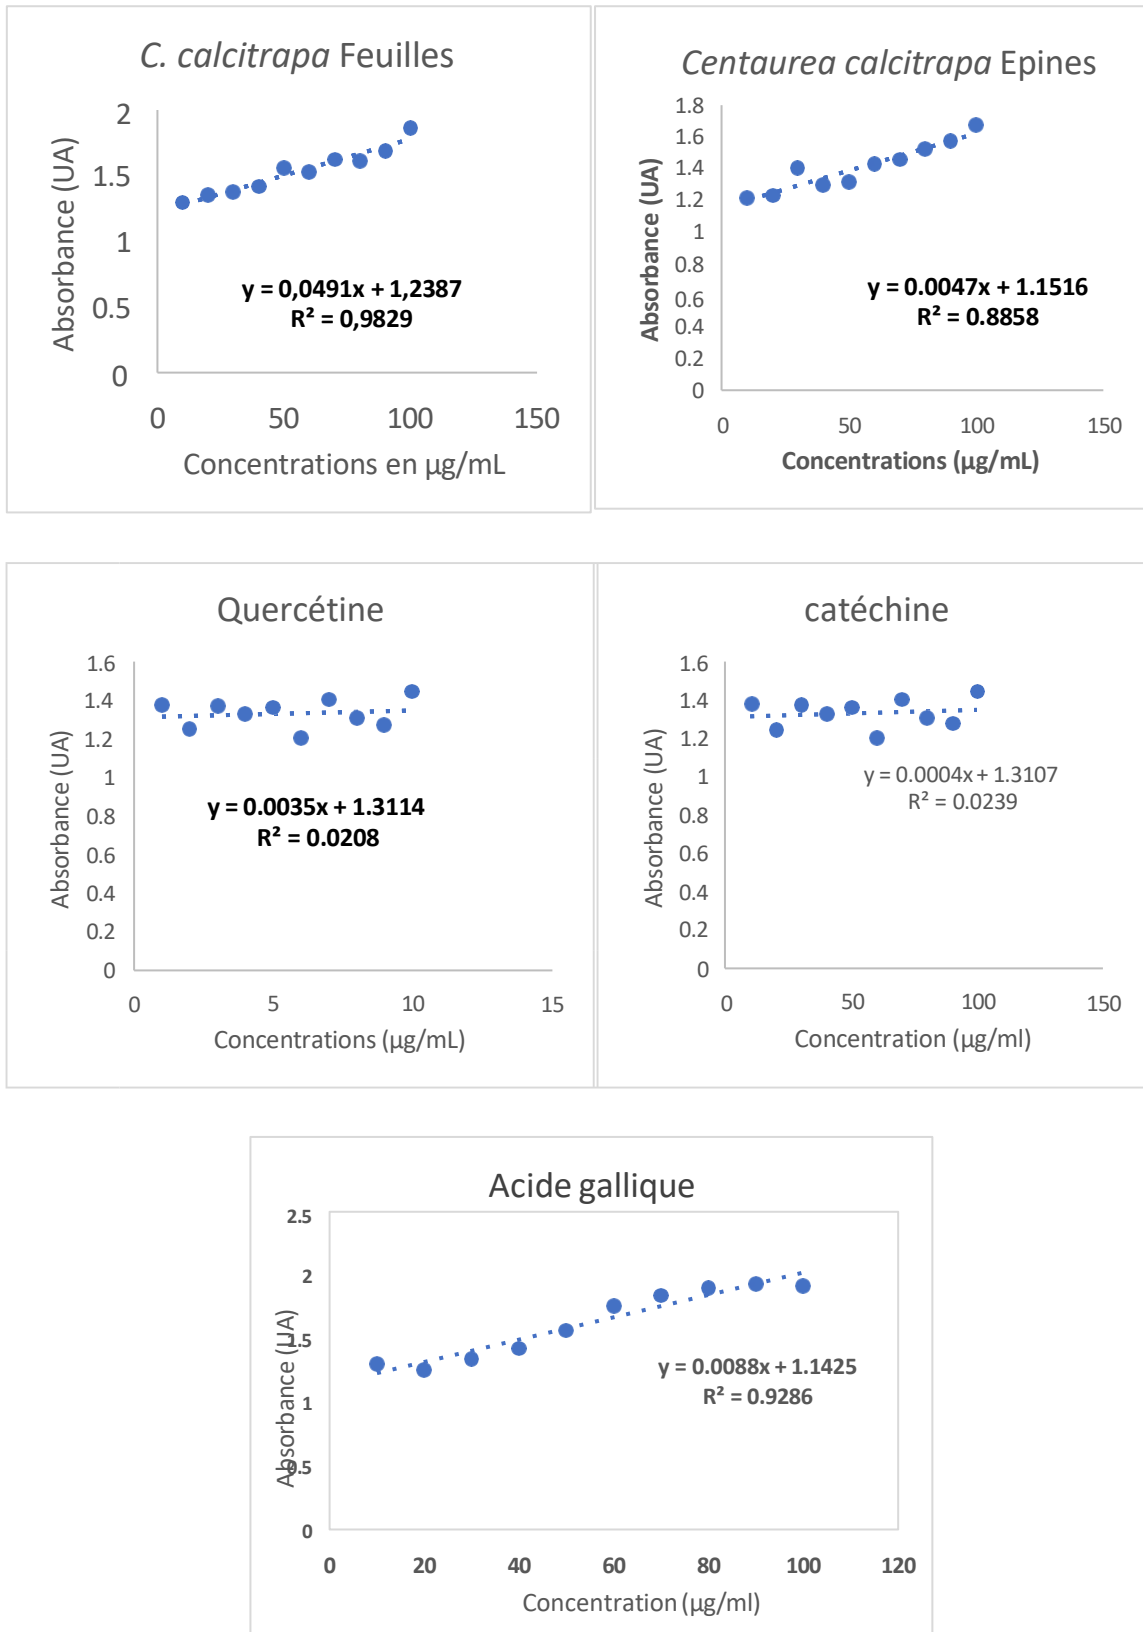 C. calcitrapa Feuilles
2
1.5
1
0.5
0
Absorbance (UA)
y = 0,0491x + 1,2387
R² = 0,9829
0 50 100 150
Concentrations en µg/mL
Centaurea calcitrapa Epines
1.8
1.6
1.4
1.2
1
0.8
0.6
0.4
0.2
0
Absorbance (UA)
y = 0.0047x + 1.1516
R² = 0.8858
0 50 100 150
Concentrations (µg/mL)
Quercétine
1.6
1.4
1.2
1
0.8
0.6
0.4
0.2
0
Absorbance (UA)
y = 0.0035x + 1.3114
R² = 0.0208
0 5 10 15
Concentrations (µg/mL)
catéchine
1.6
1.4
1.2
1
0.8
0.6
0.4
0.2
0
Absorbance (UA)
y = 0.0004x + 1.3107
R² = 0.0239
0 50 100 150
Concentration (µg/ml)
Acide gallique
2.5
2
1.5
1
0.5
0
Absorbance (UA)
y = 0.0088x + 1.1425
R² = 0.9286
0 20 40 60 80 100 120
Concentration (µg/ml)